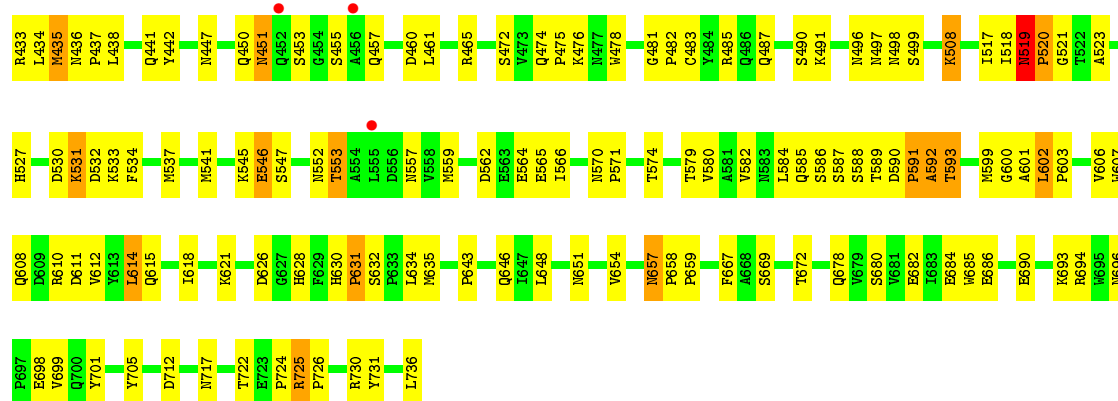 R433 L434 M435 N436 P437 L438 Q441 Y442 N447 Q450 N451 Q452 S453 G454 S455 A456 Q457 D460 L461 R465 S472 V473 Q474 P475 K476 N477 W478 G481 P482 C483 Y484 R485 Q486 Q487 S490 K491 N496 N497 N498 S499 K508 I517 I518 N519 P520 G521 T522 A523
H527 D530 K531 D532 K533 F534 M537 M541 K545 E546 S547 N552 T553 A554 L555 D556 N557 V558 M559 D562 E563 E564 E565 I566 N570 P571 T574 T579 V580 A581 V582 N583 L584 Q585 S586 S587 S588 T589 D590 P591 A592 T593 M599 G600 A601 L602 P603 V606 W607
Q608 D609 R610 D611 V612 Y613 L614 Q615 I618 K621 D626 G627 H628 F629 H630 P631 S632 P633 L634 M635 P643 Q646 I647 L648 N651 V654 N657 P658 P659 F667 A668 S669 T672 Q678 V679 S680 V681 E682 I683 E684 W685 E686 E690 K693 R694 W695 N696
P697 E698 V699 Q700 Y701 Y705 D712 N717 T722 E723 P724 R725 P726 R730 Y731 L736